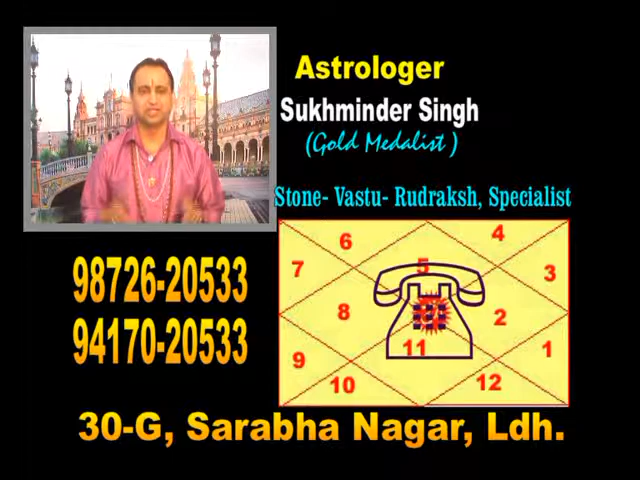 Astrologer
Sukhminder Singh
(Gold Medalist )
Stone- Vastu- Rudraksh, Specialist
98726-20533
94170-20533
6
4
7
5
3
8
2
9
11
1
10
12
30-G, Sarabha Nagar, Ldh.